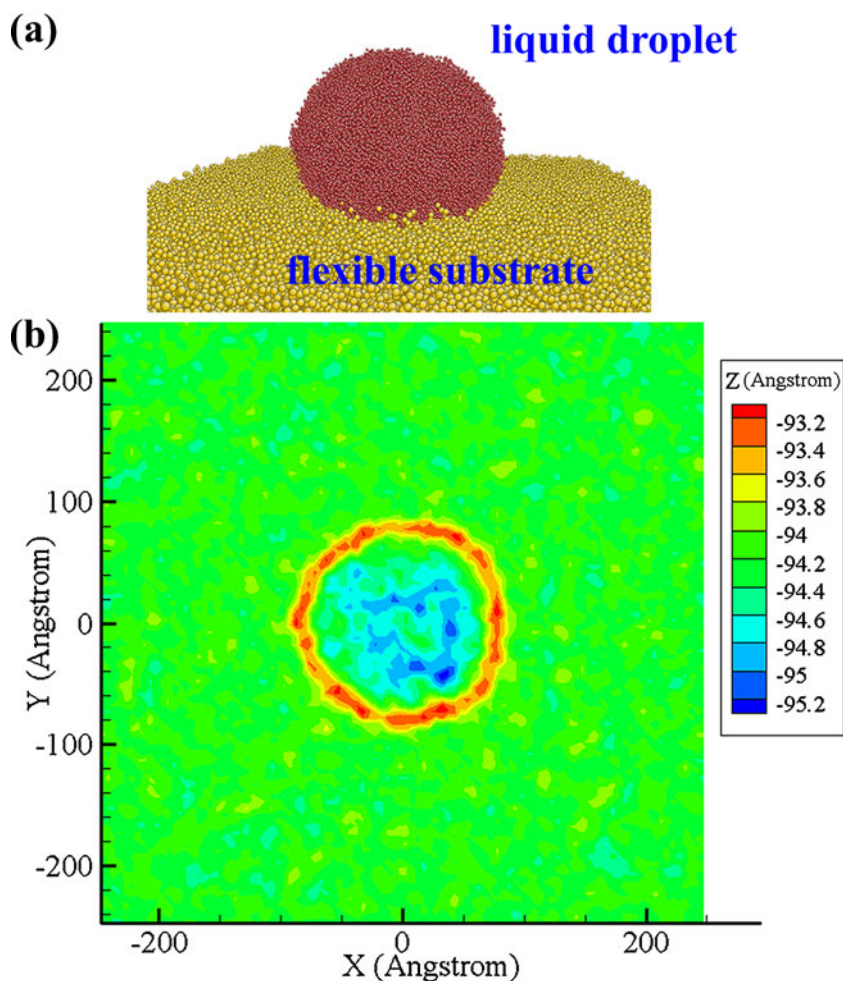 (a)
liquid droplet
flexible substrate
(b)
Z (Angstrom)
-93.2
-93.4
-93.6
-93.8
-94
-94.2
-94.4
-94.6
-94.8
-95
-95.2
200
100
0
-100
-200
Y (Angstrom)
-200 0 200
X (Angstrom)